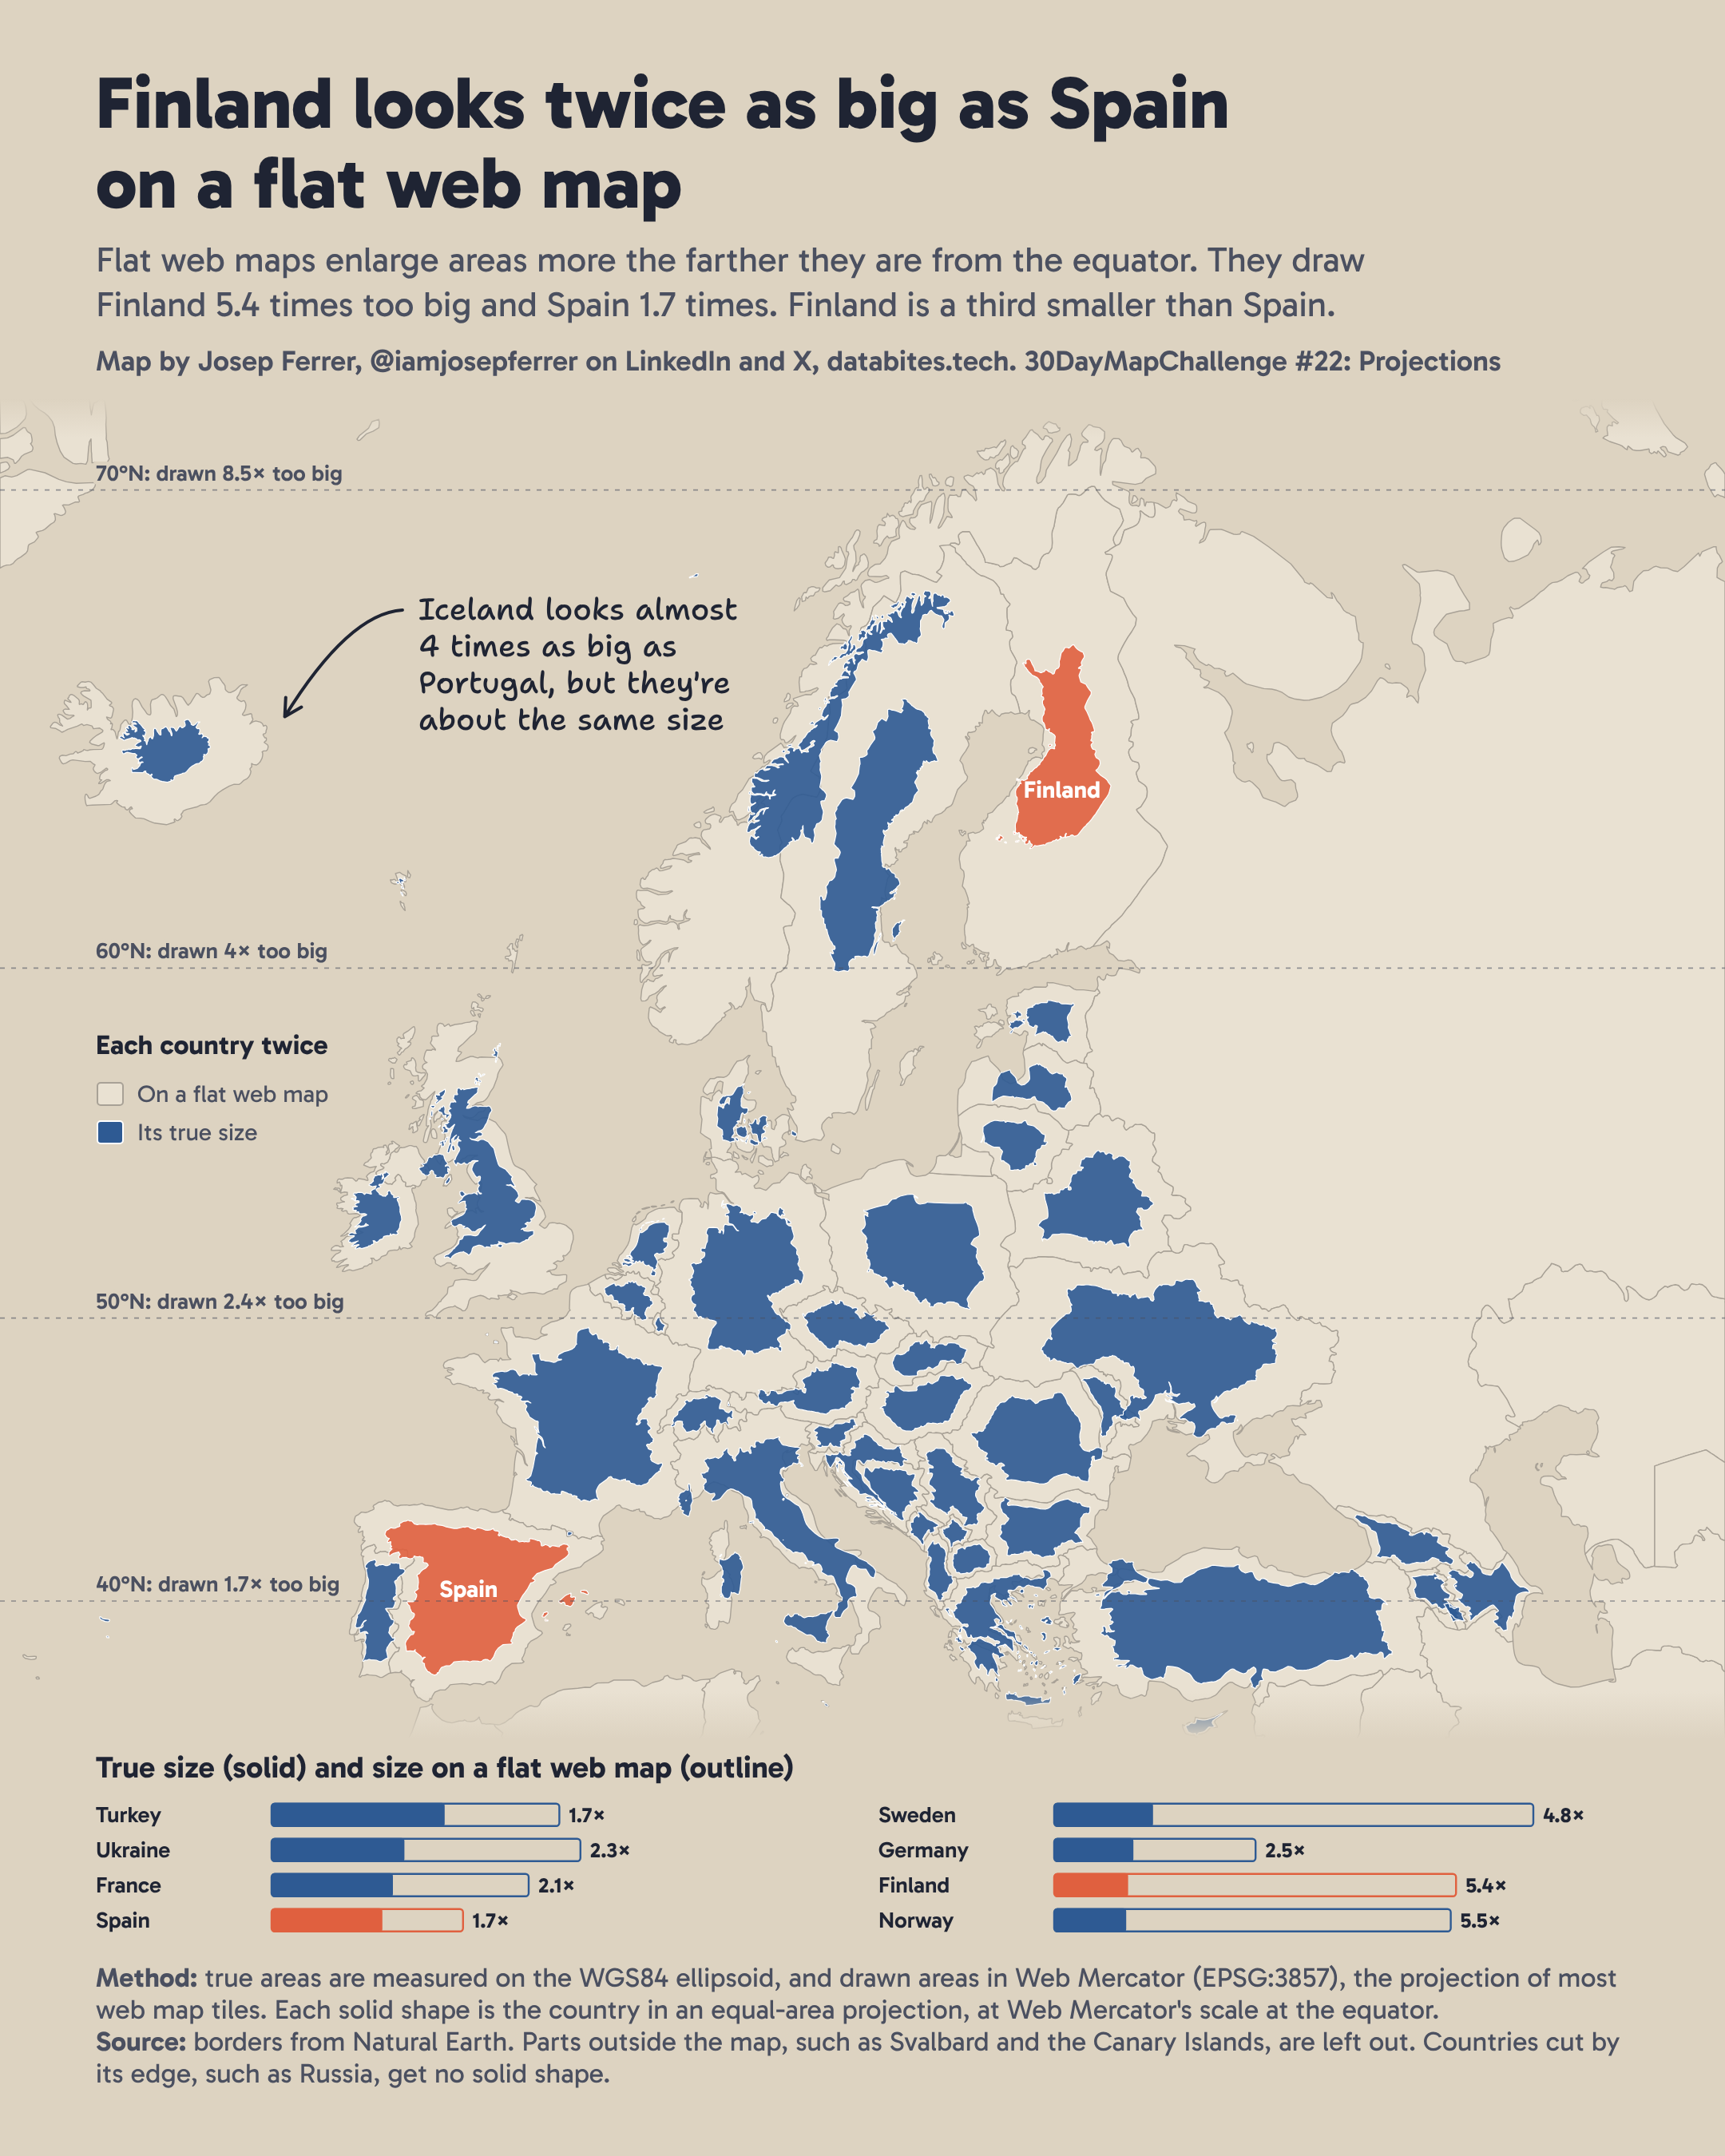 Finland looks twice as big as Spain
on a flat web map
Flat web maps enlarge areas more the farther they are from the equator. They draw
Finland 5.4 times too big and Spain 1.7 times. Finland is a third smaller than Spain.
Map by Josep Ferrer, @iamjosepferrer on LinkedIn and X, databites.tech. 30DayMapChallenge #22: Projections
70°N: drawn 8.5× too big
Iceland looks almost
4 times as big as
Portugal, but they're
about the same size
Finland
60°N: drawn 4× too big
Each country twice
On a flat web map
Its true size
50°N: drawn 2.4× too big
40°N: drawn 1.7× too big
Spain
True size (solid) and size on a flat web map (outline)
Turkey 1.7×
Ukraine 2.3×
France 2.1×
Spain 1.7×
Sweden 4.8×
Germany 2.5×
Finland 5.4×
Norway 5.5×
Method: true areas are measured on the WGS84 ellipsoid, and drawn areas in Web Mercator (EPSG:3857), the projection of most
web map tiles. Each solid shape is the country in an equal-area projection, at Web Mercator's scale at the equator.
Source: borders from Natural Earth. Parts outside the map, such as Svalbard and the Canary Islands, are left out. Countries cut by
its edge, such as Russia, get no solid shape.